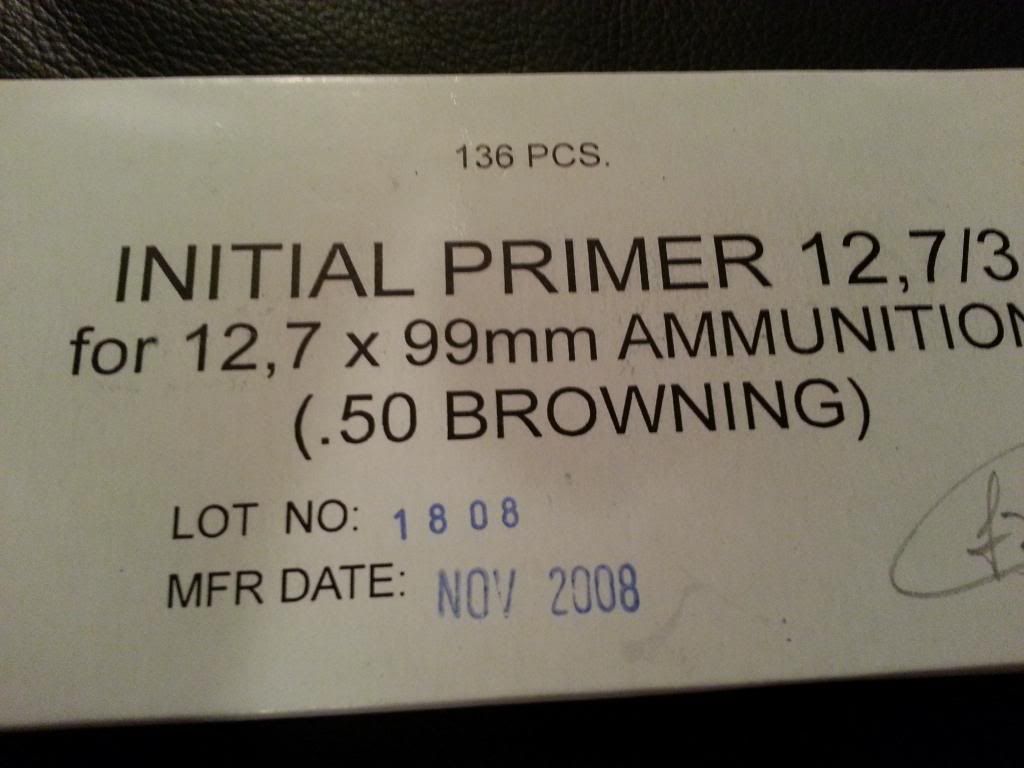 136 PCS.
INITIAL PRIMER 12,7/3
for 12,7 x 99mm AMMUNITION
(.50 BROWNING)
LOT NO: 1808
MFR DATE: NOV 2008